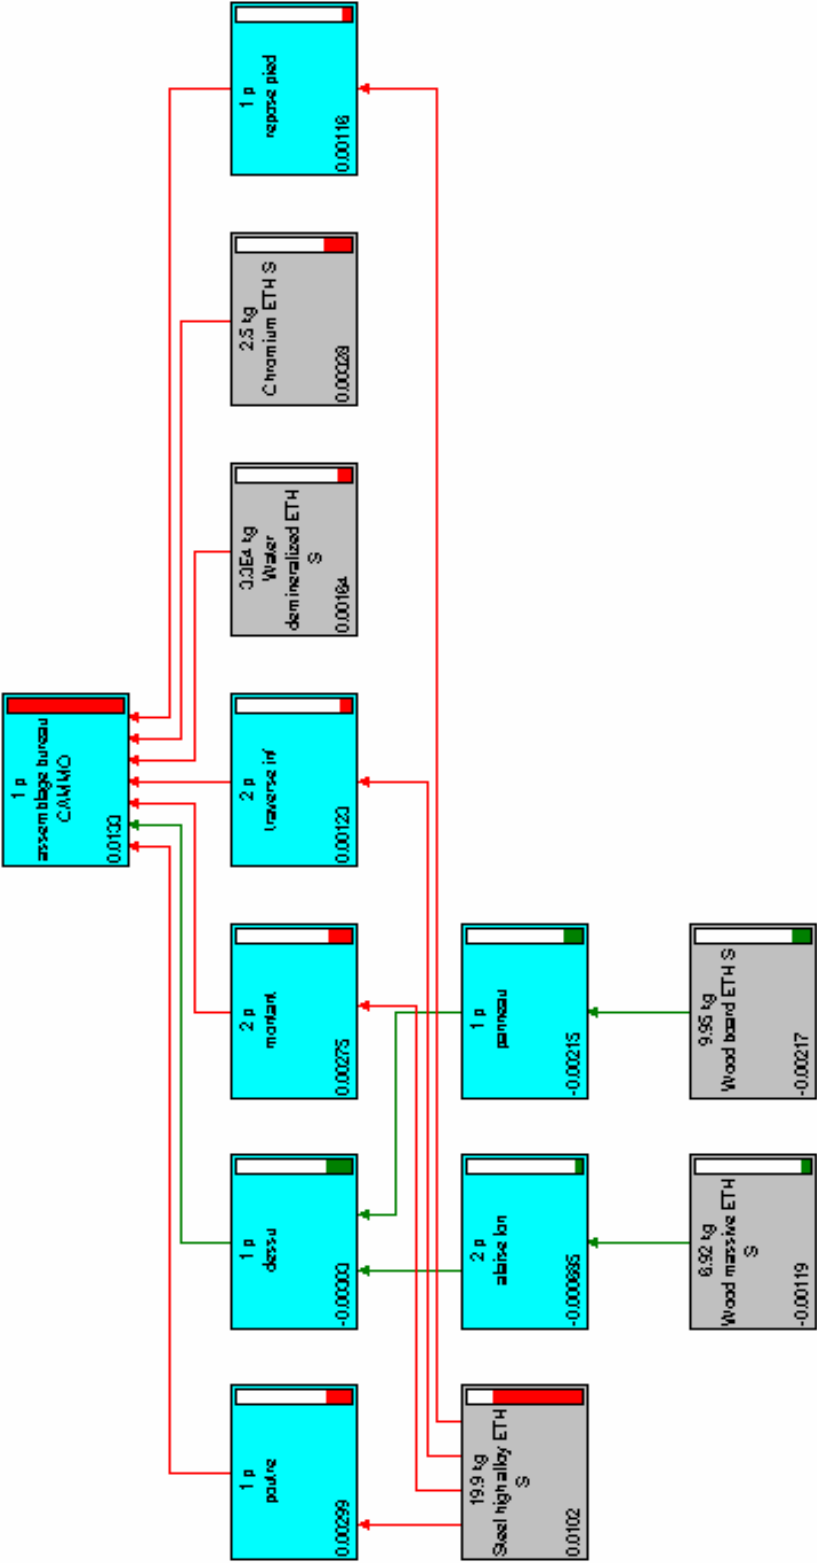 1 p
assemblage bureau
CAMMO
0.0133
1 p
poutre
0.00299
1 p
dessu
2 p
montant
0.00275
2 p
traverse inf
0.00123
Water
demineralized ETH
S
0.00164
2.5 kg
Chromium ETH S
1 p
repose pied
0.00116
19.9 kg
Steel high alloy ETH
S
0.0102
2 p
alaise lon
-0.000685
1 p
panneau
-0.00215
6.92 kg
Wood massive ETH
S
-0.00119
9.95 kg
Wood board ETH S
-0.00217